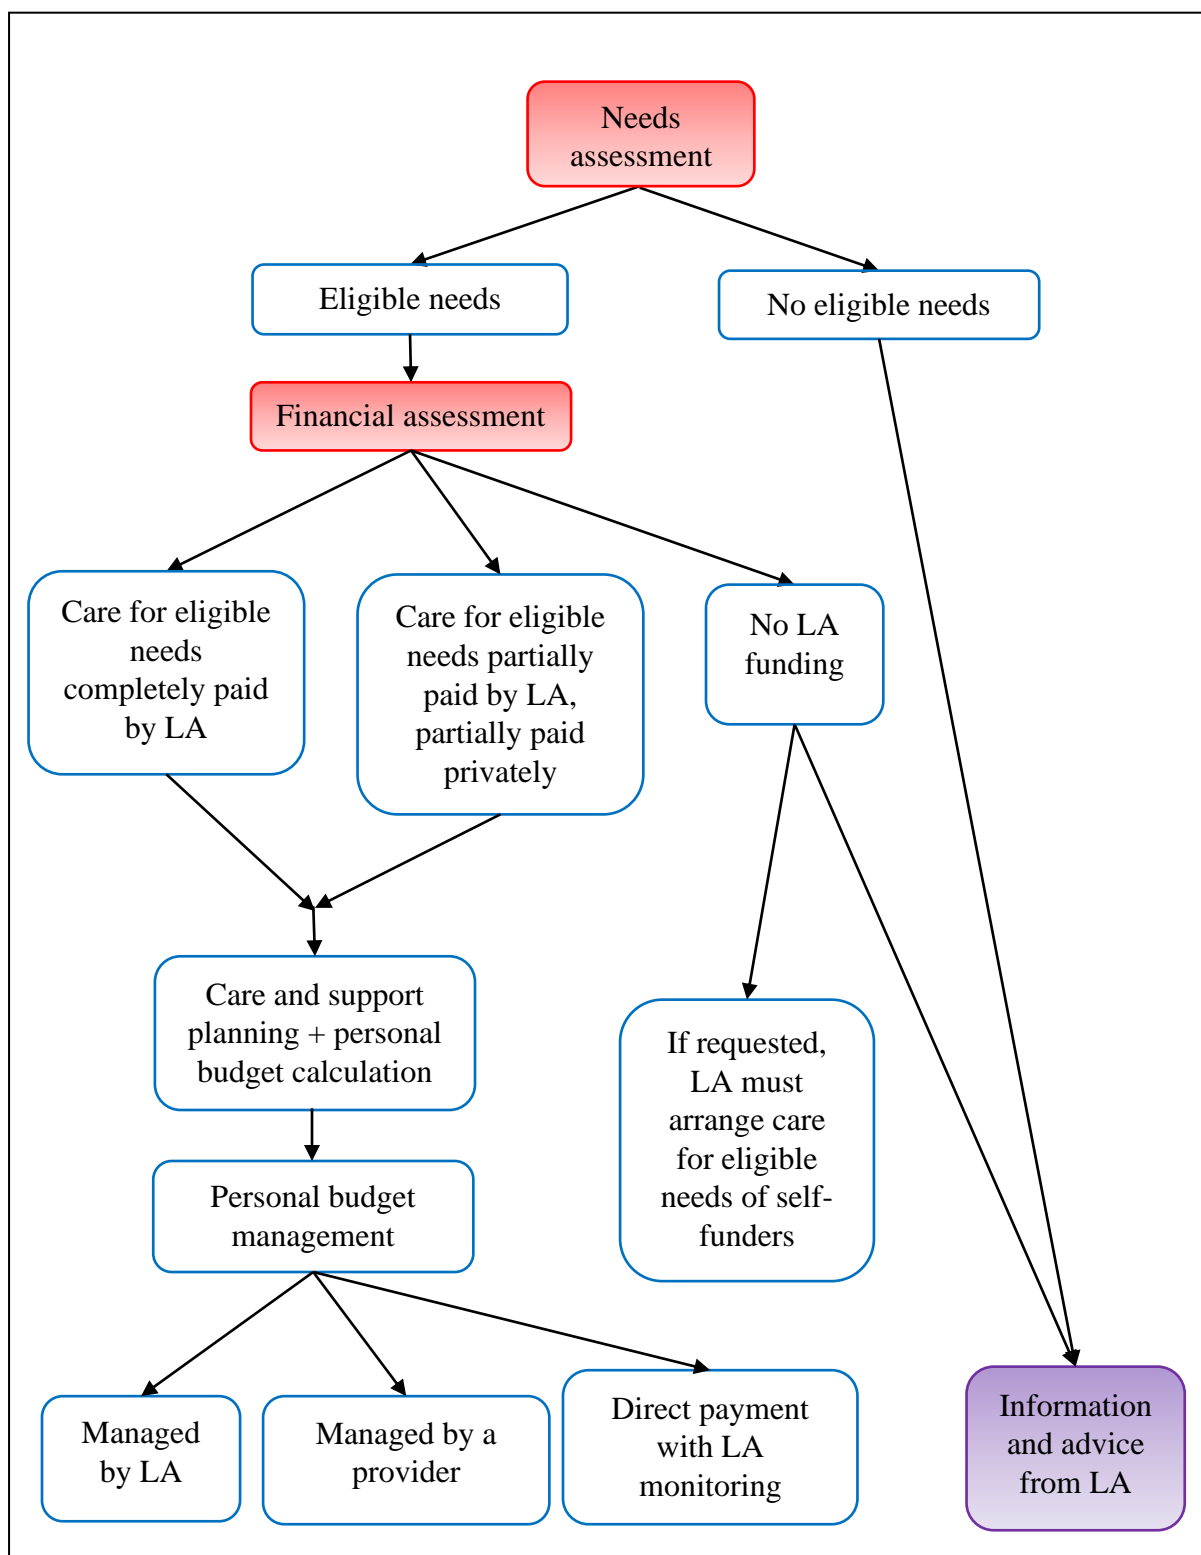 Needs
assessment
Eligible needs
No eligible needs
Financial assessment
Care for eligible
needs
completely paid
by LA
Care for eligible
needs partially
paid by LA,
partially paid
privately
No LA
funding
Care and support
planning + personal
budget calculation
If requested,
LA must
arrange care
for eligible
needs of self-
funders
Personal budget
management
Managed
by LA
Managed by a
provider
Direct payment
with LA
monitoring
Information
and advice
from LA